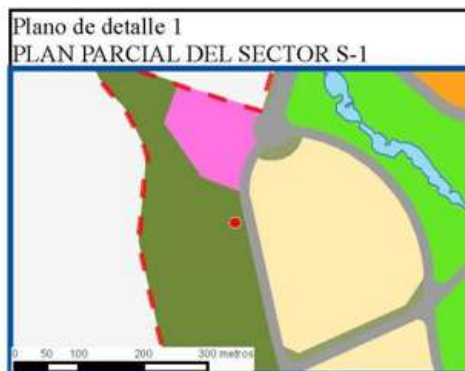 Plano de detalle 1
PLAN PARCIAL DEL SECTOR S-1
0 50 100 200 300 metros